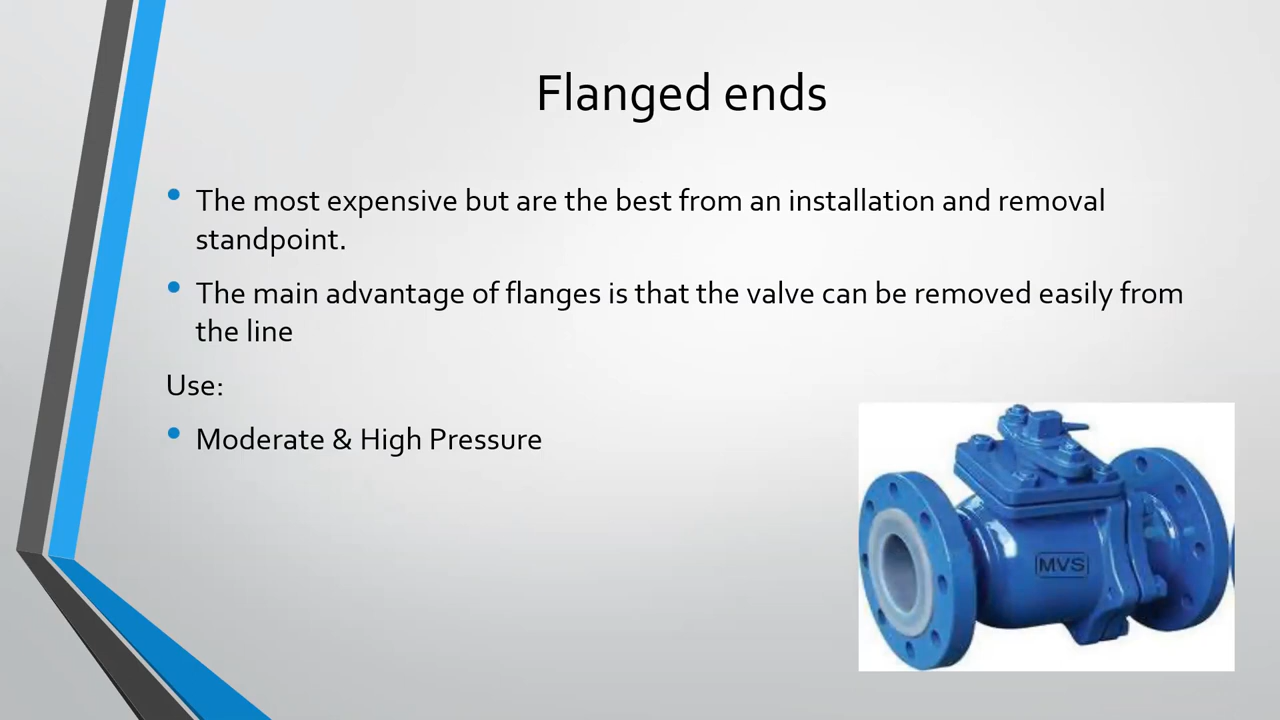 Flanged ends
• The most expensive but are the best from an installation and removal
standpoint.
• The main advantage of flanges is that the valve can be removed easily from
the line
Use:
• Moderate & High Pressure
MVS